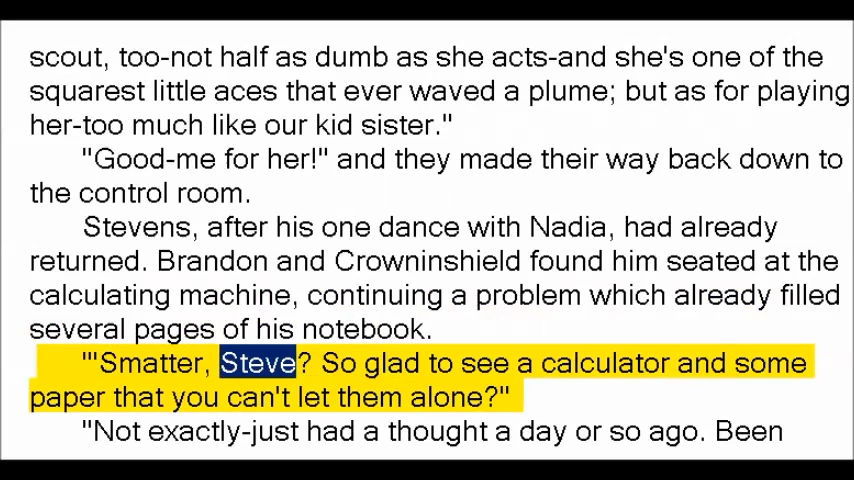 scout, too-not half as dumb as she acts-and she's one of the
squarest little aces that ever waved a plume; but as for playing
her-too much like our kid sister."
"Good-me for her!" and they made their way back down to
the control room.
Stevens, after his one dance with Nadia, had already
returned. Brandon and Crowninshield found him seated at the
calculating machine, continuing a problem which already filled
several pages of his notebook.
"'Smatter, Steve? So glad to see a calculator and some
paper that you can't let them alone?"
"Not exactly-just had a thought a day or so ago. Been